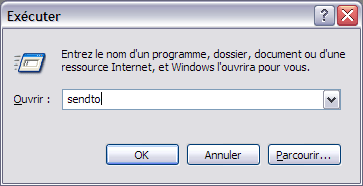 Exécuter
Entrez le nom d'un programme, dossier, document ou d'une
ressource Internet, et Windows l'ouvrira pour vous.
Ouvrir : sendto
OK Annuler Parcourir...